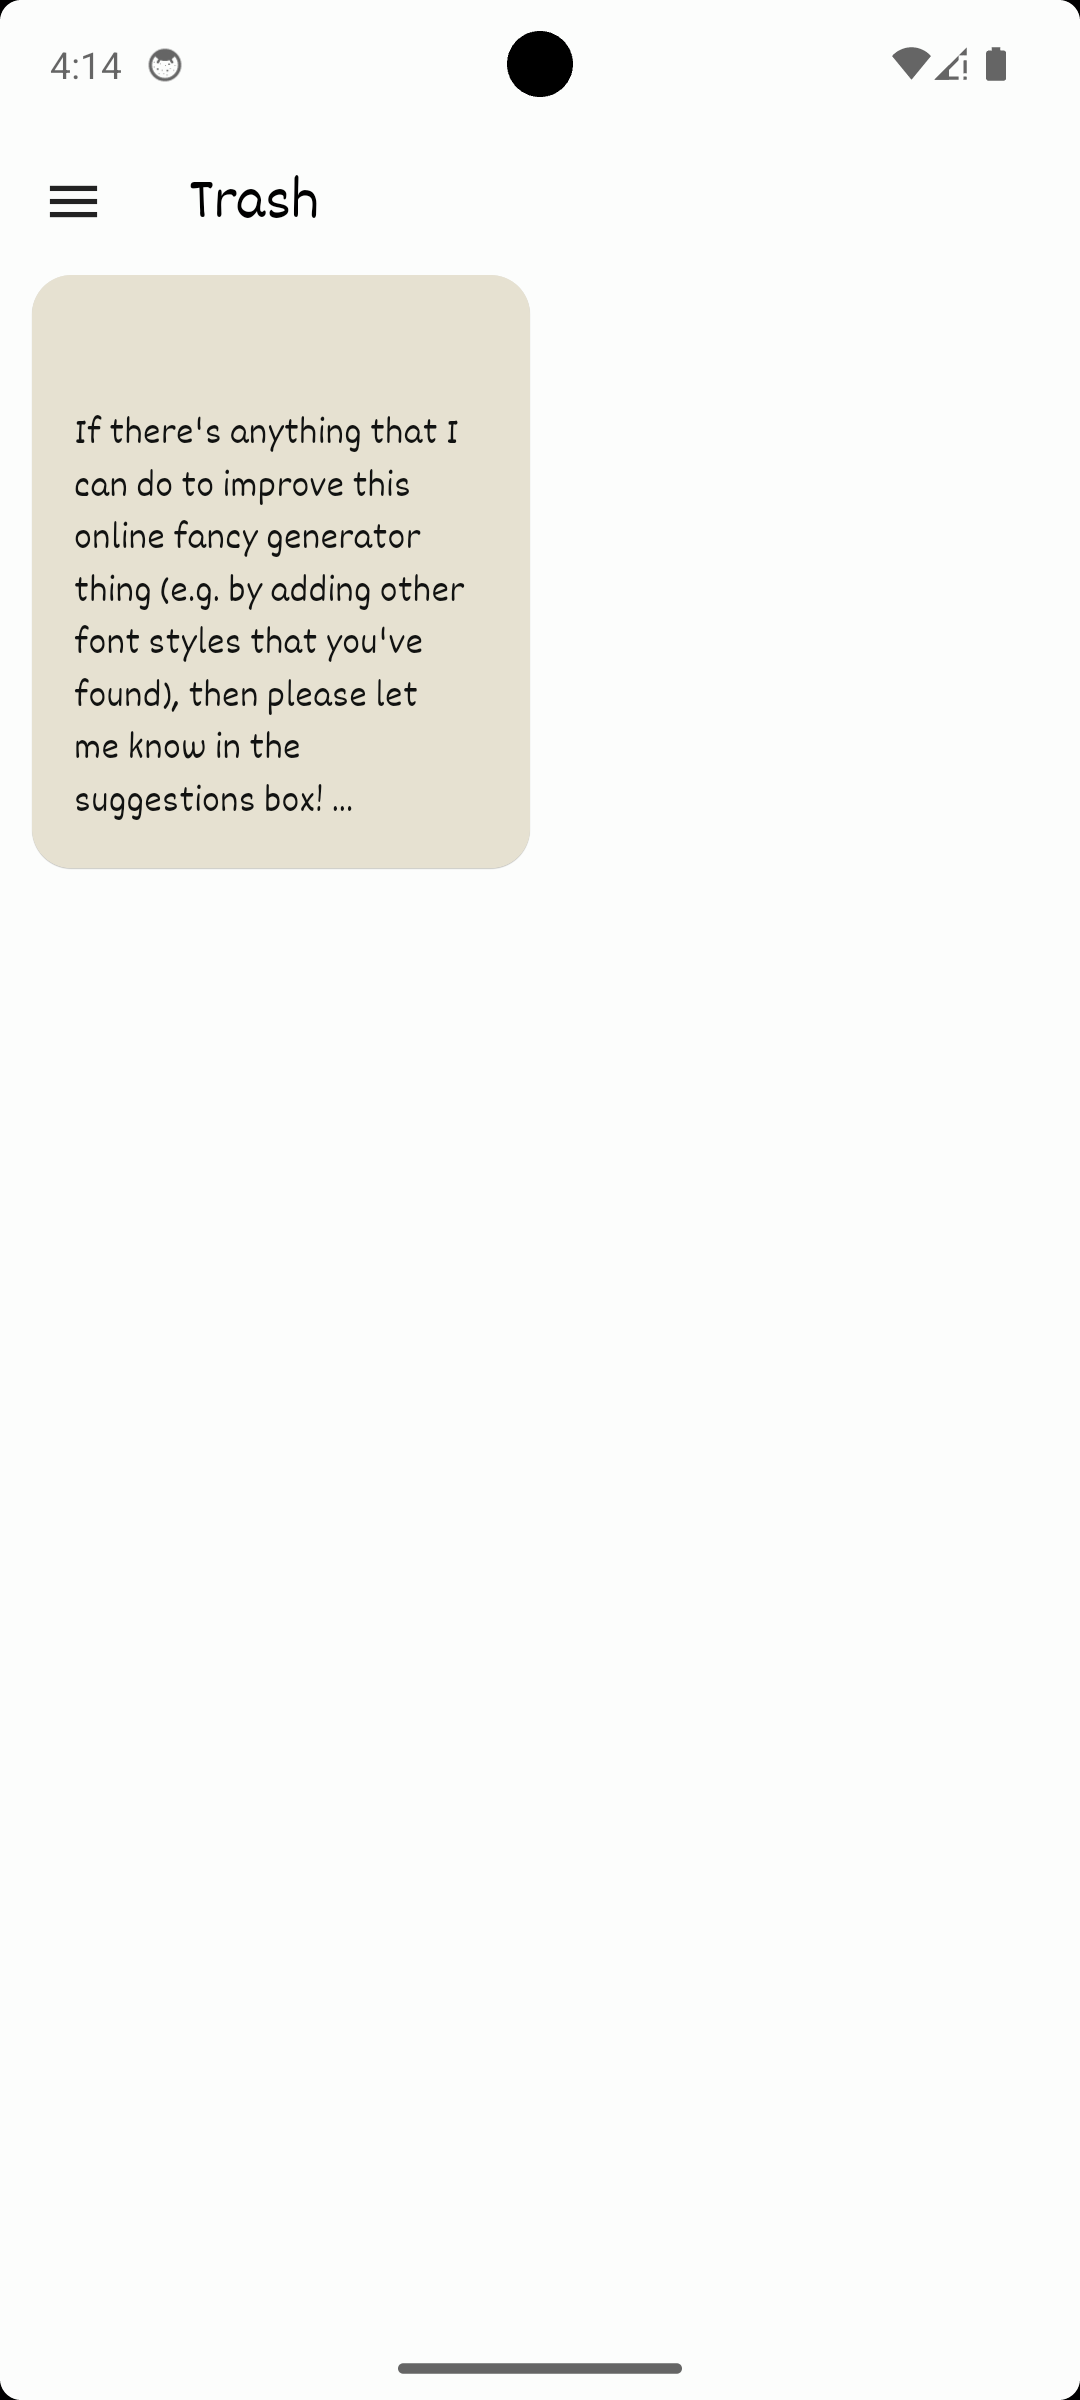 4:14
Trash
If there's anything that I
can do to improve this
online fancy generator
thing (e.g. by adding other
font styles that you've
found), then please let
me know in the
suggestions box! ...